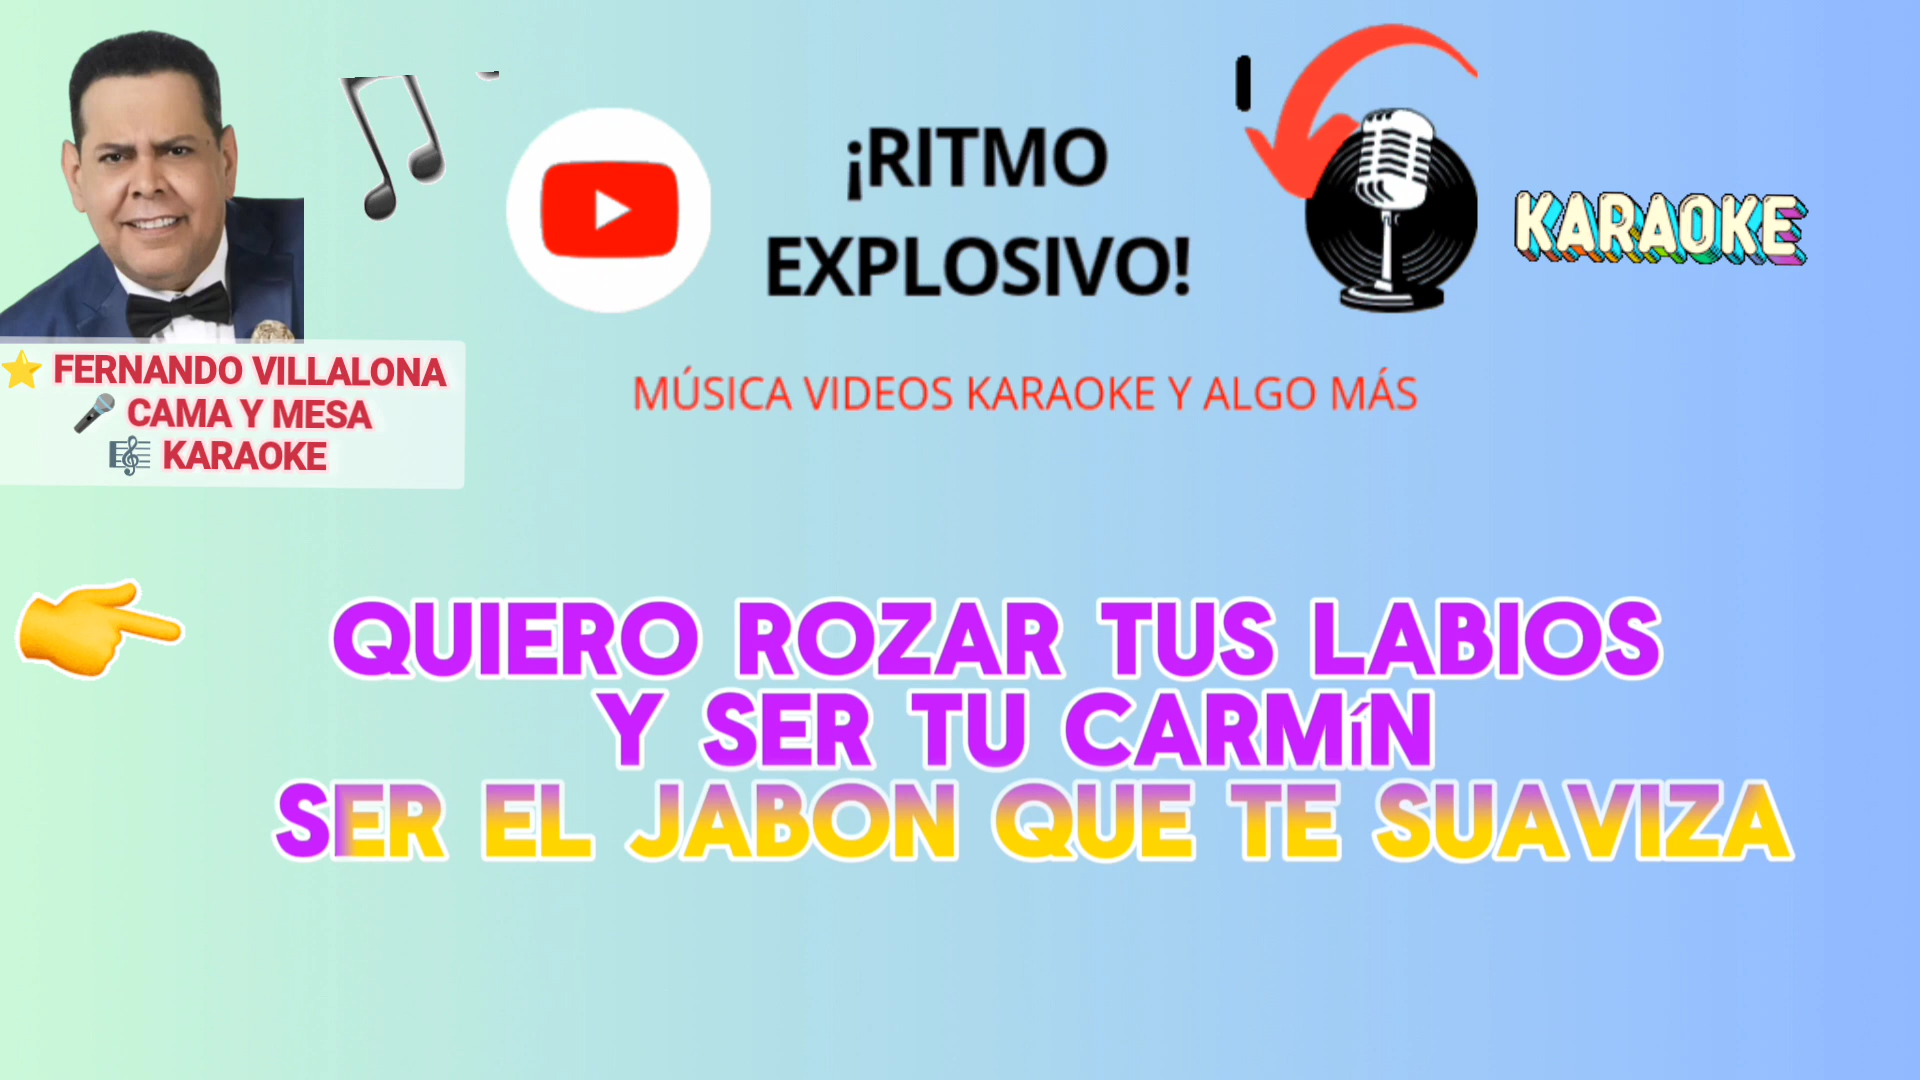 ¡RITMO
EXPLOSIVO!
KARAOKE
MÚSICA VIDEOS KARAOKE Y ALGO MÁS
FERNANDO VILLALONA
CAMA Y MESA
KARAOKE
QUIERO ROZAR TUS LABIOS
Y SER TU CARMíN
SER EL JABON QUE TE SUAVIZA